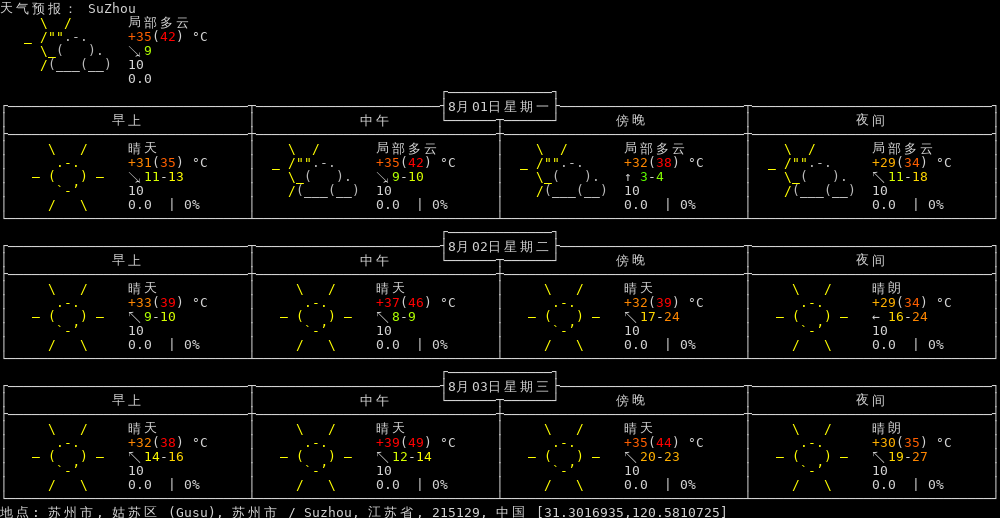 天气预报: SuZhou
局部多云
+35(42) °C
↘9
10
0.0
8月01日星期一
早上 中午 傍晚 夜间
晴天 局部多云 局部多云 局部多云
+31(35) °C +35(42) °C +32(38) °C +29(34) °C
↘11-13 ↘9-10 ↑ 3-4 ↖11-18
10 10 10 10
0.0 | 0% 0.0 | 0% 0.0 | 0% 0.0 | 0%
8月02日星期二
早上 中午 傍晚 夜间
晴天 晴天 晴天 晴朗
+33(39) °C +37(46) °C +32(39) °C +29(34) °C
↖9-10 ↖8-9 ↖17-24 ← 16-24
10 10 10 10
0.0 | 0% 0.0 | 0% 0.0 | 0% 0.0 | 0%
8月03日星期三
早上 中午 傍晚 夜间
晴天 晴天 晴天 晴朗
+32(38) °C +39(49) °C +35(44) °C +30(35) °C
↖14-16 ↖12-14 ↖20-23 ↖19-27
10 10 10 10
0.0 | 0% 0.0 | 0% 0.0 | 0% 0.0 | 0%
地点: 苏州市, 姑苏区 (Gusu), 苏州市 / Suzhou, 江苏省, 215129, 中国 [31.3016935,120.5810725]